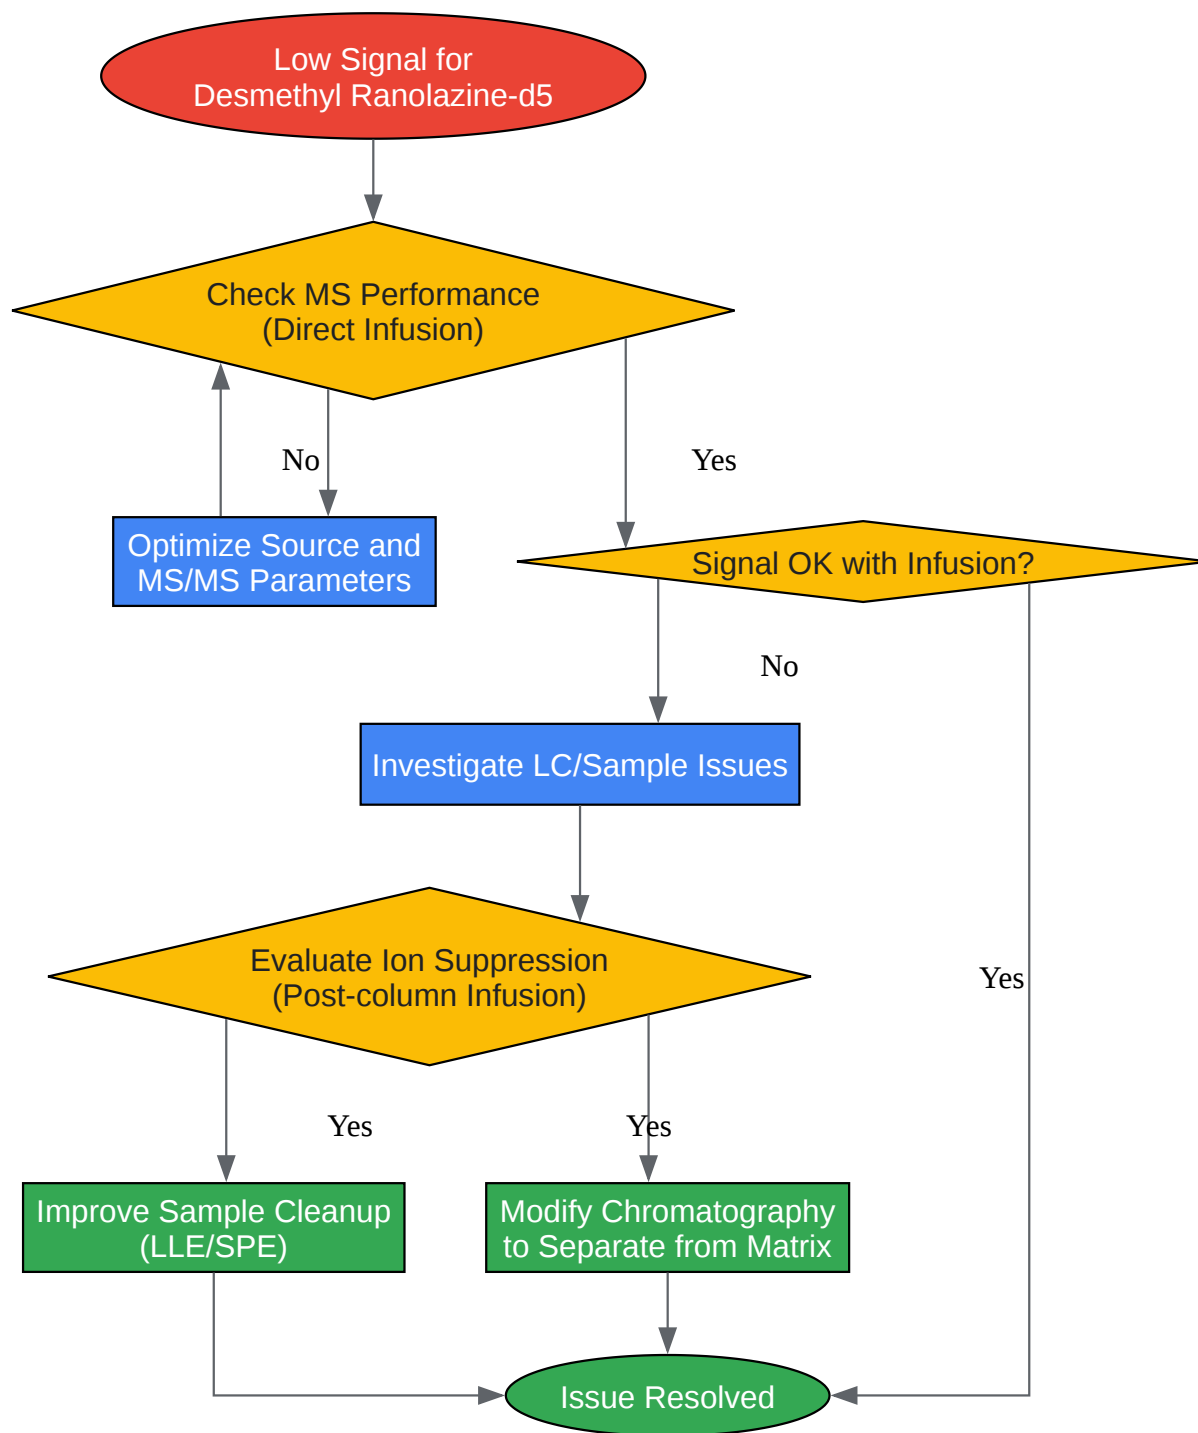 Low Signal for
Desmethyl Ranolazine-d5
Check MS Performance
(Direct Infusion)
No
Yes
Optimize Source and
MS/MS Parameters
Signal OK with Infusion?
No
Investigate LC/Sample Issues
Evaluate Ion Suppression
(Post-column Infusion)
Yes
Yes
Yes
Improve Sample Cleanup
(LLE/SPE)
Modify Chromatography
to Separate from Matrix
Issue Resolved